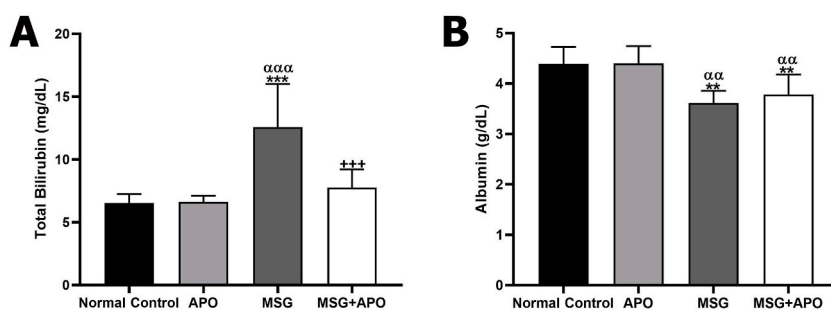 A
Total Bilirubin (mg/dL)
20
15
10
5
0
ααα
***
+++
Normal Control APO MSG MSG+APO
B
Albumin (g/dL)
5
4
3
2
1
0
αα
**
αα
**
Normal Control APO MSG MSG+APO